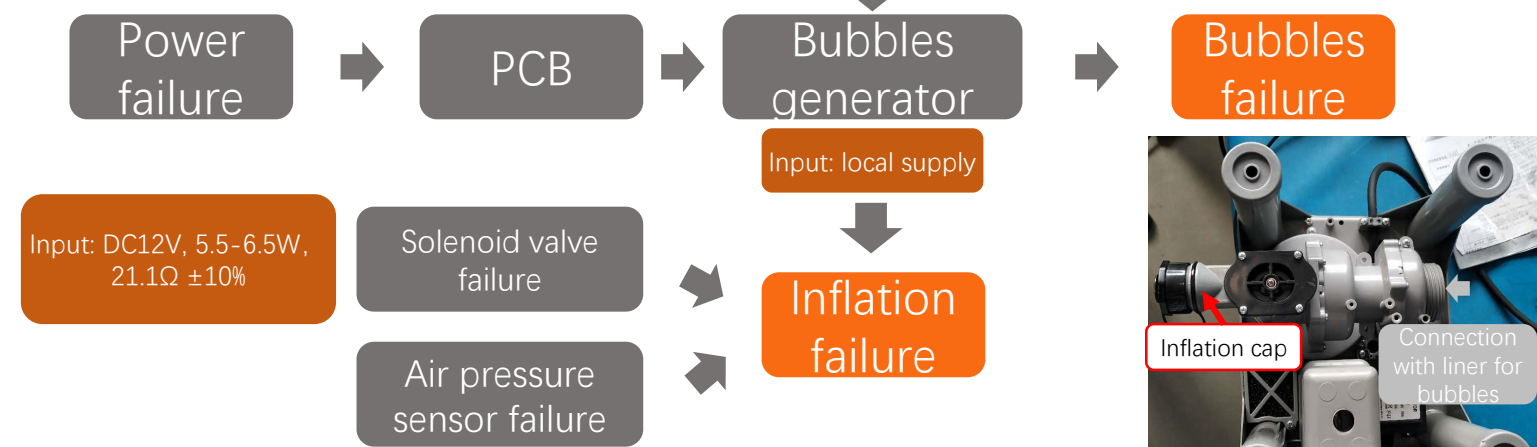 Power
failure
PCB
Bubbles
generator
Bubbles
failure
Input: local supply
Input: DC12V, 5.5-6.5W,
21.1Ω ±10%
Solenoid valve
failure
Inflation
failure
Air pressure
sensor failure
Inflation cap
Connection
with liner for
bubbles